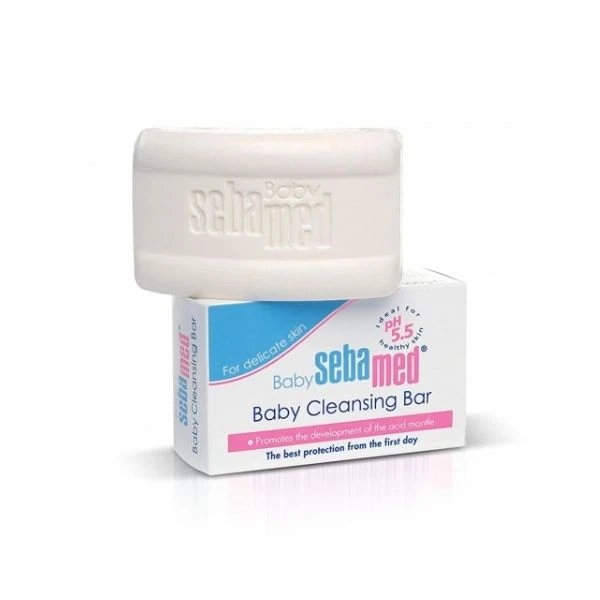 Baby
sebamed
For delicate skin
Ideal for
pH
5.5
healthy skin
Baby sebamed®
Baby Cleansing Bar
• Promotes the development of the acid mantle
The best protection from the first day
sebamed
Baby Cleansing Bar